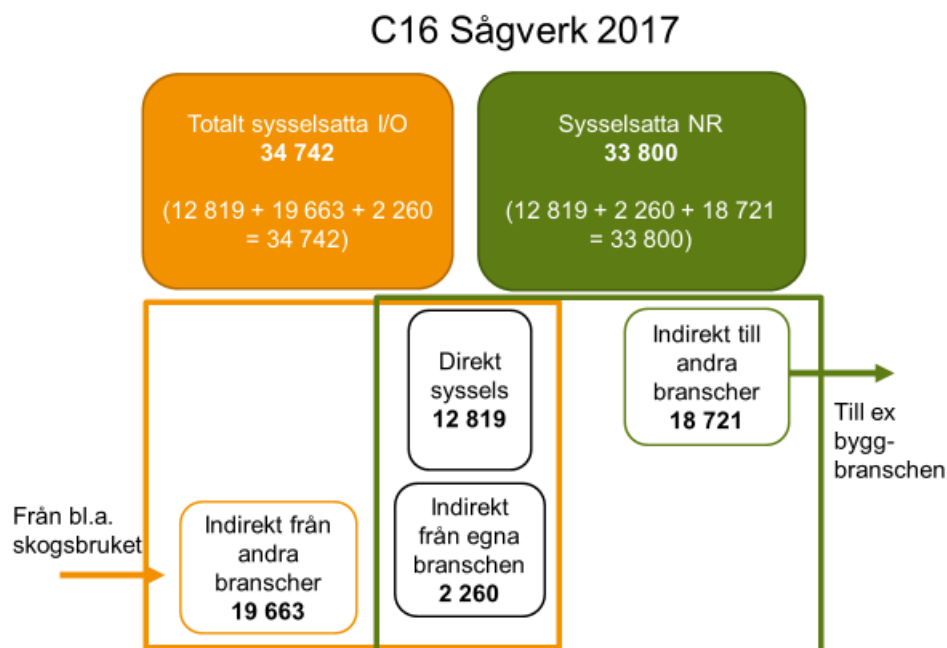 C16 Sågverk 2017
Totalt sysselsatta I/O
34 742
(12 819 + 19 663 + 2 260
= 34 742)
Sysselsatta NR
33 800
(12 819 + 2 260 + 18 721
= 33 800)
Direkt
syssels
12 819
Indirekt till
andra
branscher
18 721
Till ex
bygg-
branschen
Från bl.a.
skogsbruket
Indirekt från
andra
branscher
19 663
Indirekt
från egna
branschen
2 260